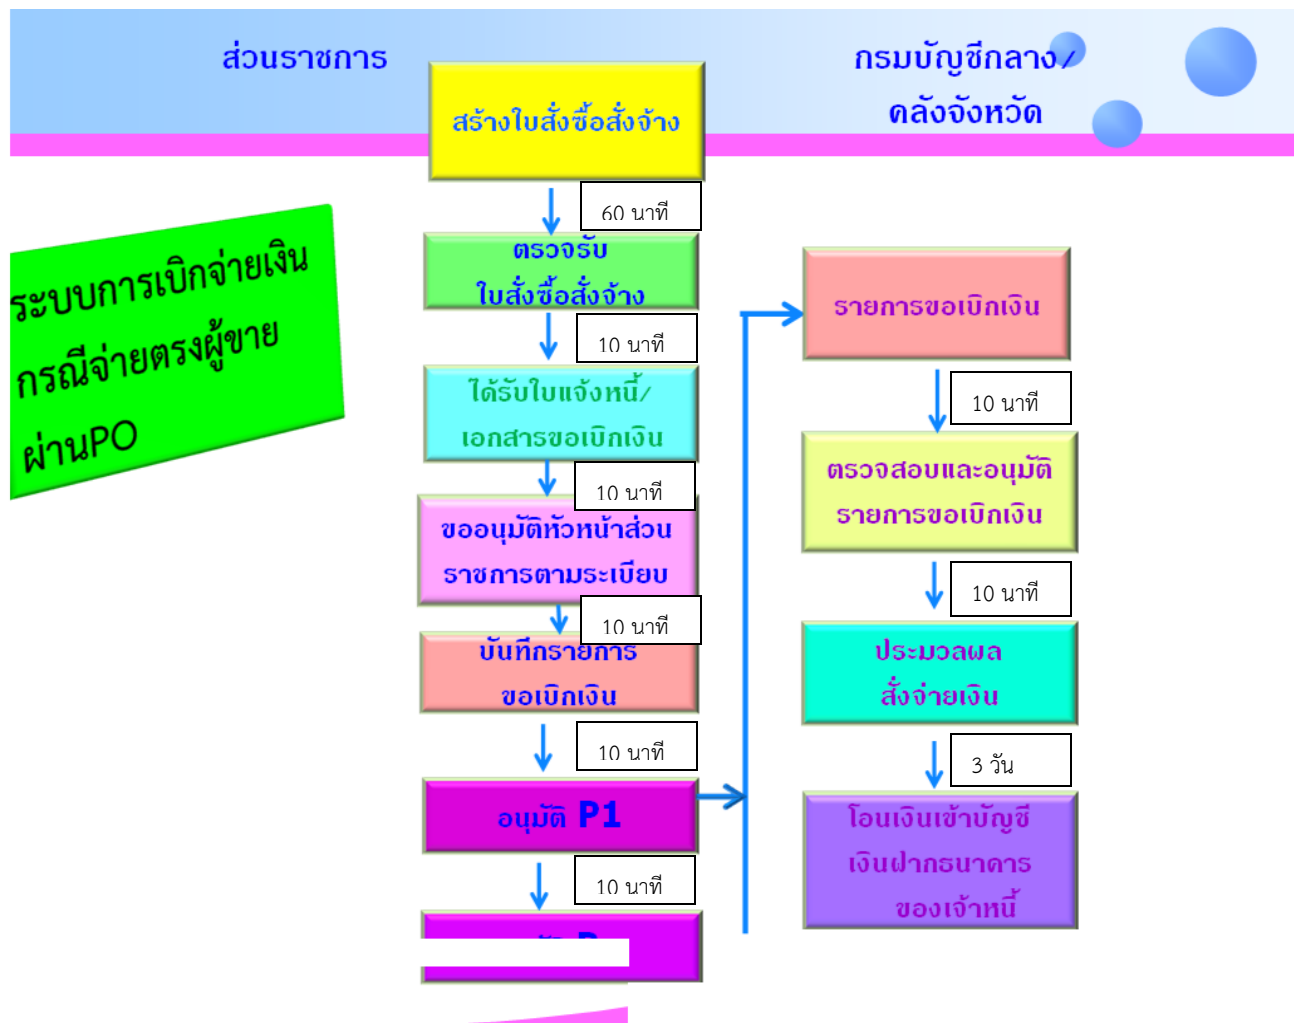 ส่วนราชการ
กรมบัญชีกลาง/
คลังจังหวัด
ระบบการเบิกจ่ายเงิน
กรณีจ่ายตรงผู้ขาย
ผ่านPO
สร้างใบสั่งซื้อสั่งจ้าง
60 นาที
ตรวจรับ
ใบสั่งซื้อสั่งจ้าง
10 นาที
ได้รับใบแจ้งหนี้/
เอกสารขอเบิกเงิน
10 นาที
ขออนุมัติหัวหน้าส่วน
ราชการตามระเบียบ
10 นาที
บันทึกรายการ
ขอเบิกเงิน
10 นาที
อนุมัติ P1
10 นาที
รายการขอเบิกเงิน
10 นาที
ตรวจสอบและอนุมัติ
รายการขอเบิกเงิน
10 นาที
ประมวลผล
สั่งจ่ายเงิน
3 วัน
โอนเงินเข้าบัญชี
เงินฝากธนาคาร
ของเจ้าหนี้